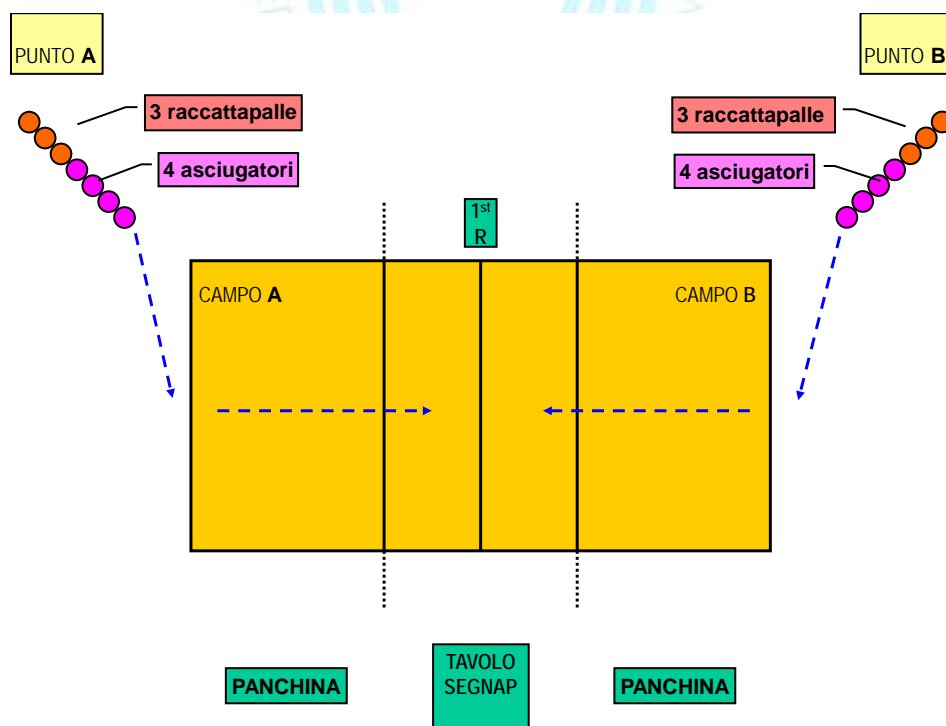 PUNTO A
PUNTO B
3 raccattapalle
3 raccattapalle
4 asciugatori
4 asciugatori
1st
R
CAMPO A
CAMPO B
PANCHINA
TAVOLO
SEGNAP
PANCHINA